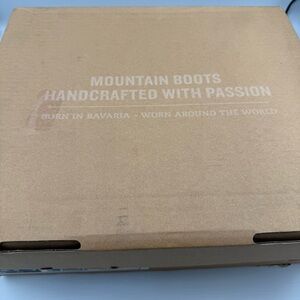 MOUNTAIN BOOTS
HANDCRAFTED WITH PASSION
BORN IN BAVARIA - WORN AROUND THE WORLD